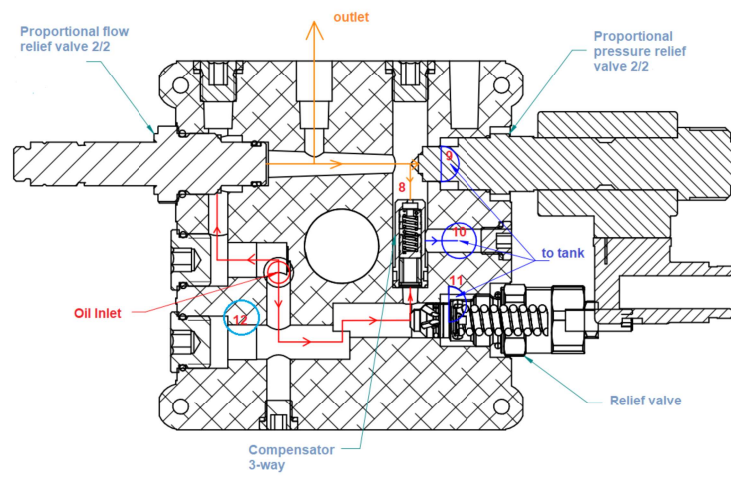 outlet
Proportional flow
relief valve 2/2
Proportional
pressure relief
valve 2/2
9
8
10
to tank
11
Oil Inlet
12
Relief valve
Compensator
3-way